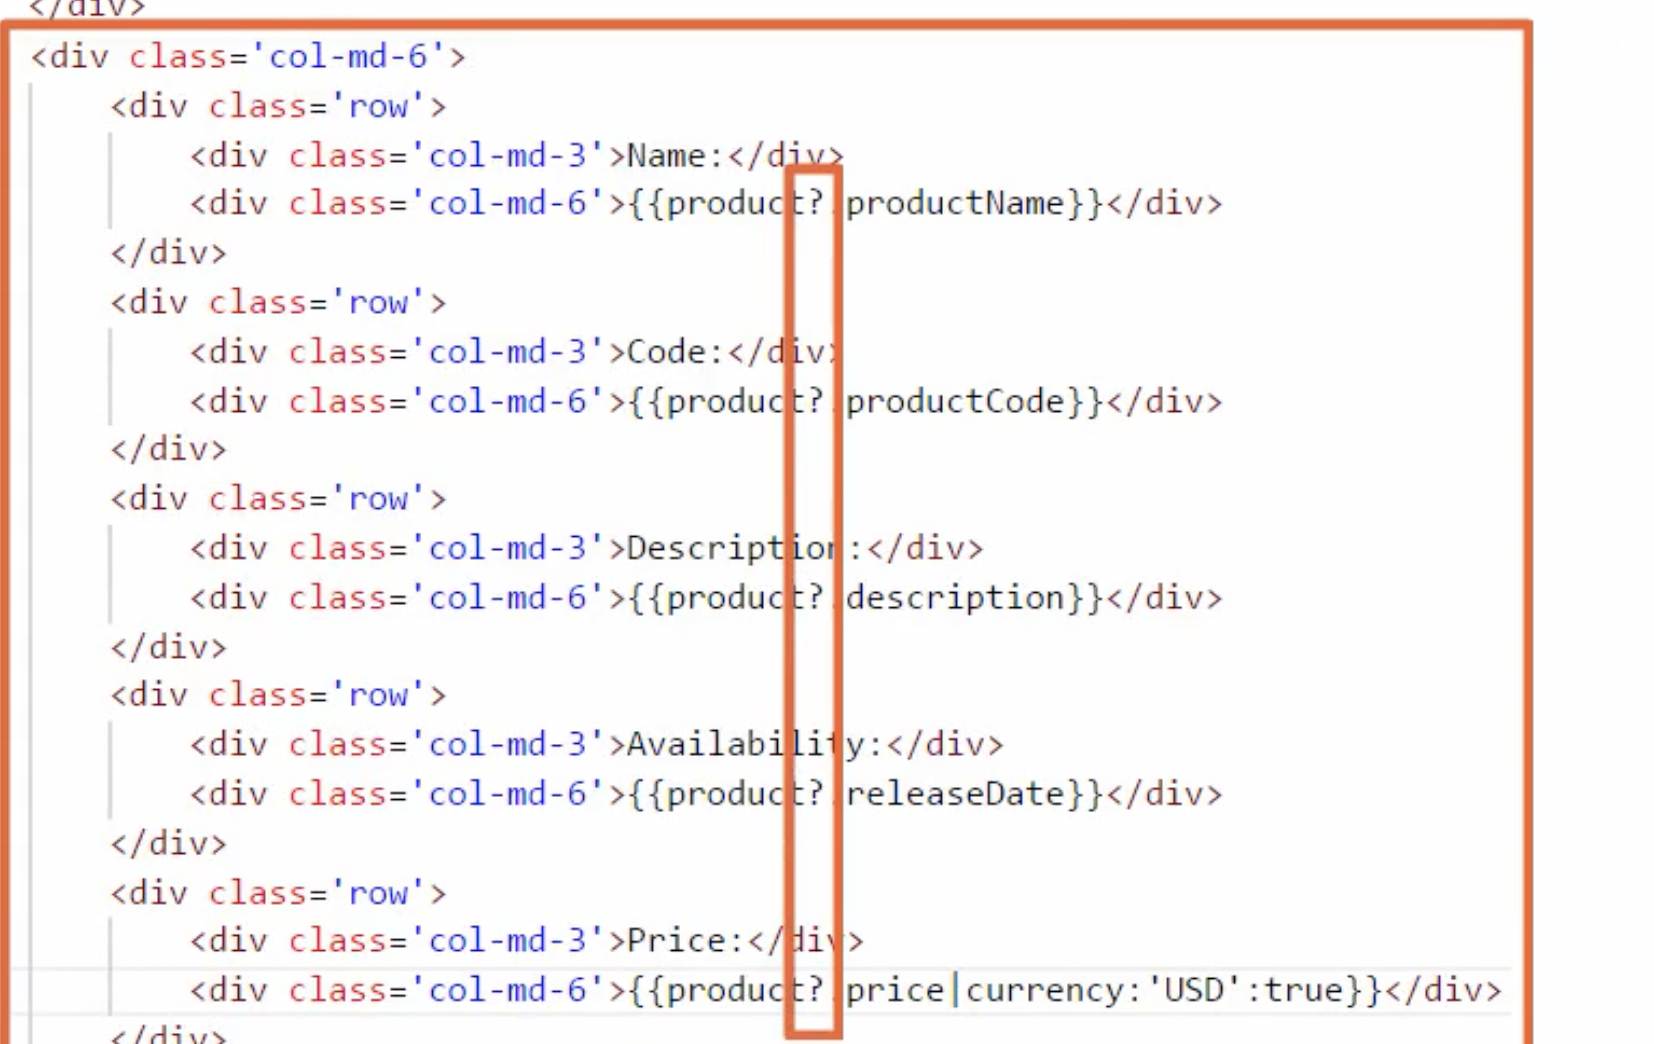 </div>
<div class='col-md-6'>
<div class='row'>
<div class='col-md-3'>Name:</div>
<div class='col-md-6'>{{product?.productName}}</div>
</div>
<div class='row'>
<div class='col-md-3'>Code:</div>
<div class='col-md-6'>{{product?.productCode}}</div>
</div>
<div class='row'>
<div class='col-md-3'>Description:</div>
<div class='col-md-6'>{{product?.description}}</div>
</div>
<div class='row'>
<div class='col-md-3'>Availability:</div>
<div class='col-md-6'>{{product?.releaseDate}}</div>
</div>
<div class='row'>
<div class='col-md-3'>Price:</div>
<div class='col-md-6'>{{product?.price|currency:'USD':true}}</div>
</div>